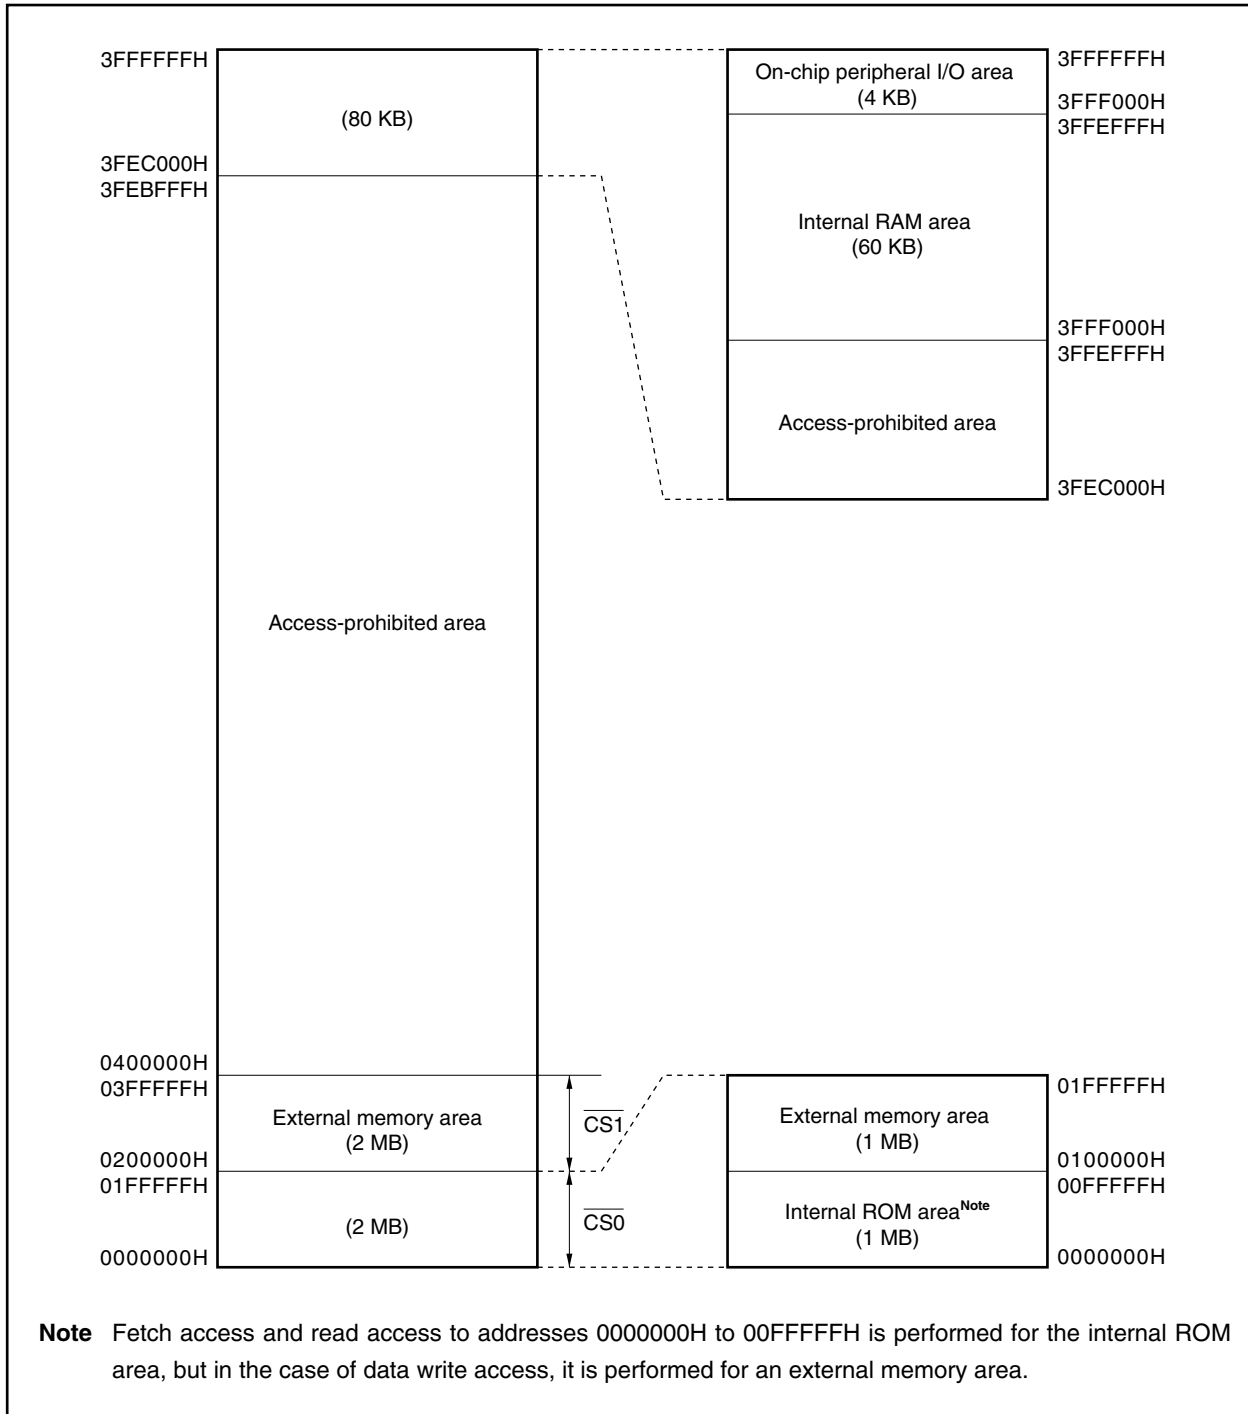 3FFFFFFH
(80 KB)
3FEC000H
3FEBFFFH
Access-prohibited area
0400000H
03FFFFFH
External memory area
(2 MB)
0200000H
01FFFFFH
(2 MB)
0000000H
CS1
CS0
On-chip peripheral I/O area
(4 KB)
3FFFFFFH
3FFF000H
3FFEFFFH
Internal RAM area
(60 KB)
3FFF000H
3FFEFFFH
Access-prohibited area
3FEC000H
01FFFFFH
External memory area
(1 MB)
0100000H
00FFFFFH
Internal ROM area Note
(1 MB)
0000000H
Note Fetch access and read access to addresses 0000000H to 00FFFFFH is performed for the internal ROM
area, but in the case of data write access, it is performed for an external memory area.